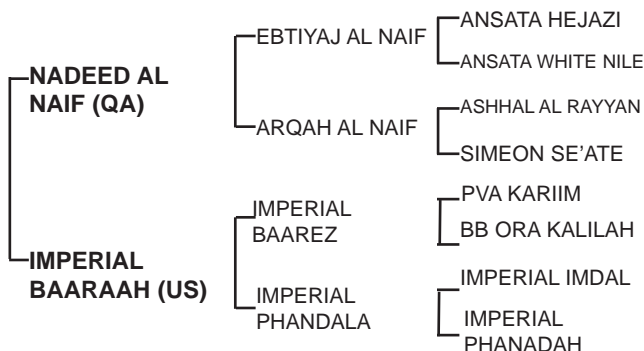 NADEED AL
NAIF (QA)
EBTIYAJ AL NAIF
ANSATA HEJAZI
ANSATA WHITE NILE
ARQAH AL NAIF
ASHHAL AL RAYYAN
SIMEON SE’ATE
IMPERIAL
BAARAAH (US)
IMPERIAL
BAAREZ
PVA KARIIM
BB ORA KALILAH
IMPERIAL
PHANDALA
IMPERIAL IMDAL
IMPERIAL
PHANADAH